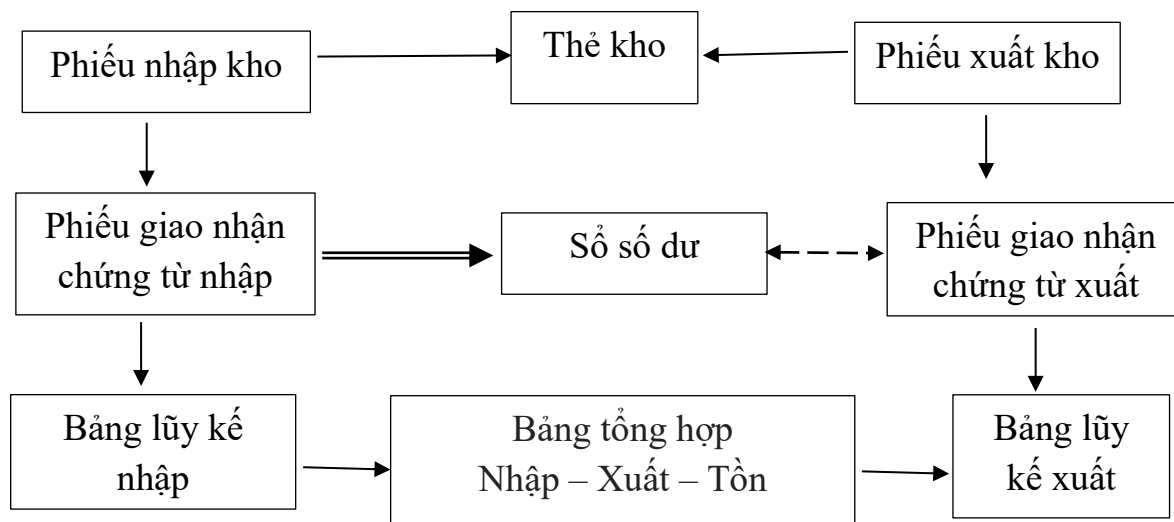 Phiếu nhập kho
Thẻ kho
Phiếu xuất kho
Phiếu giao nhận
chứng từ nhập
Sổ số dư
Phiếu giao nhận
chứng từ xuất
Bảng lũy kế
nhập
Bảng tổng hợp
Nhập – Xuất – Tồn
Bảng lũy
kế xuất